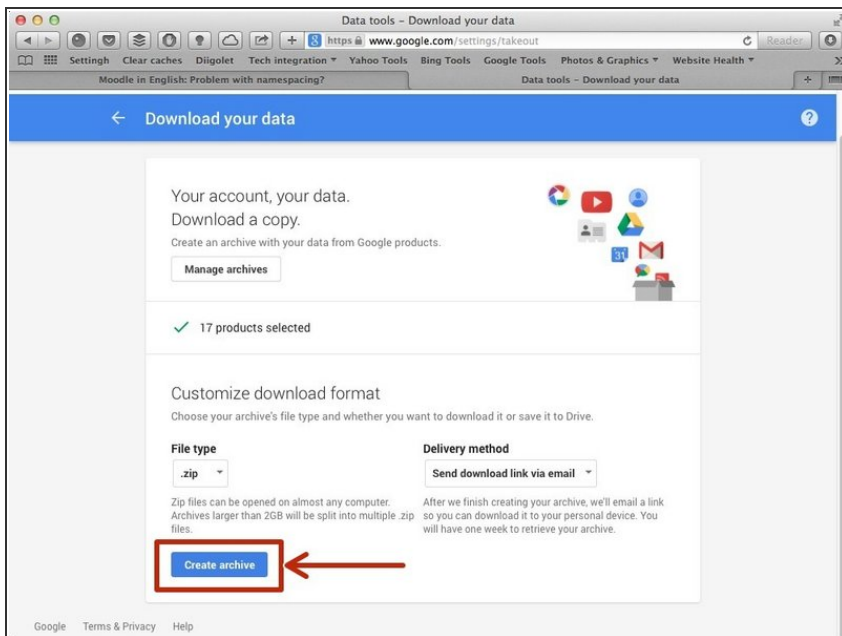 Data tools – Download your data
https www.google.com/settings/takeout
Reader
Settingh Clear caches Diigolet Tech integration Yahoo Tools Bing Tools Google Tools Photos & Graphics Website Health
Moodle in English: Problem with namespacing? Data tools – Download your data
Download your data
Your account, your data.
Download a copy.
Create an archive with your data from Google products.
Manage archives
31
17 products selected
Customize download format
Choose your archive's file type and whether you want to download it or save it to Drive.
File type
.zip
Zip files can be opened on almost any computer.
Archives larger than 2GB will be split into multiple .zip
files.
Delivery method
Send download link via email
After we finish creating your archive, we'll email a link
so you can download it to your personal device. You
will have one week to retrieve your archive.
Create archive
Google Terms & Privacy Help